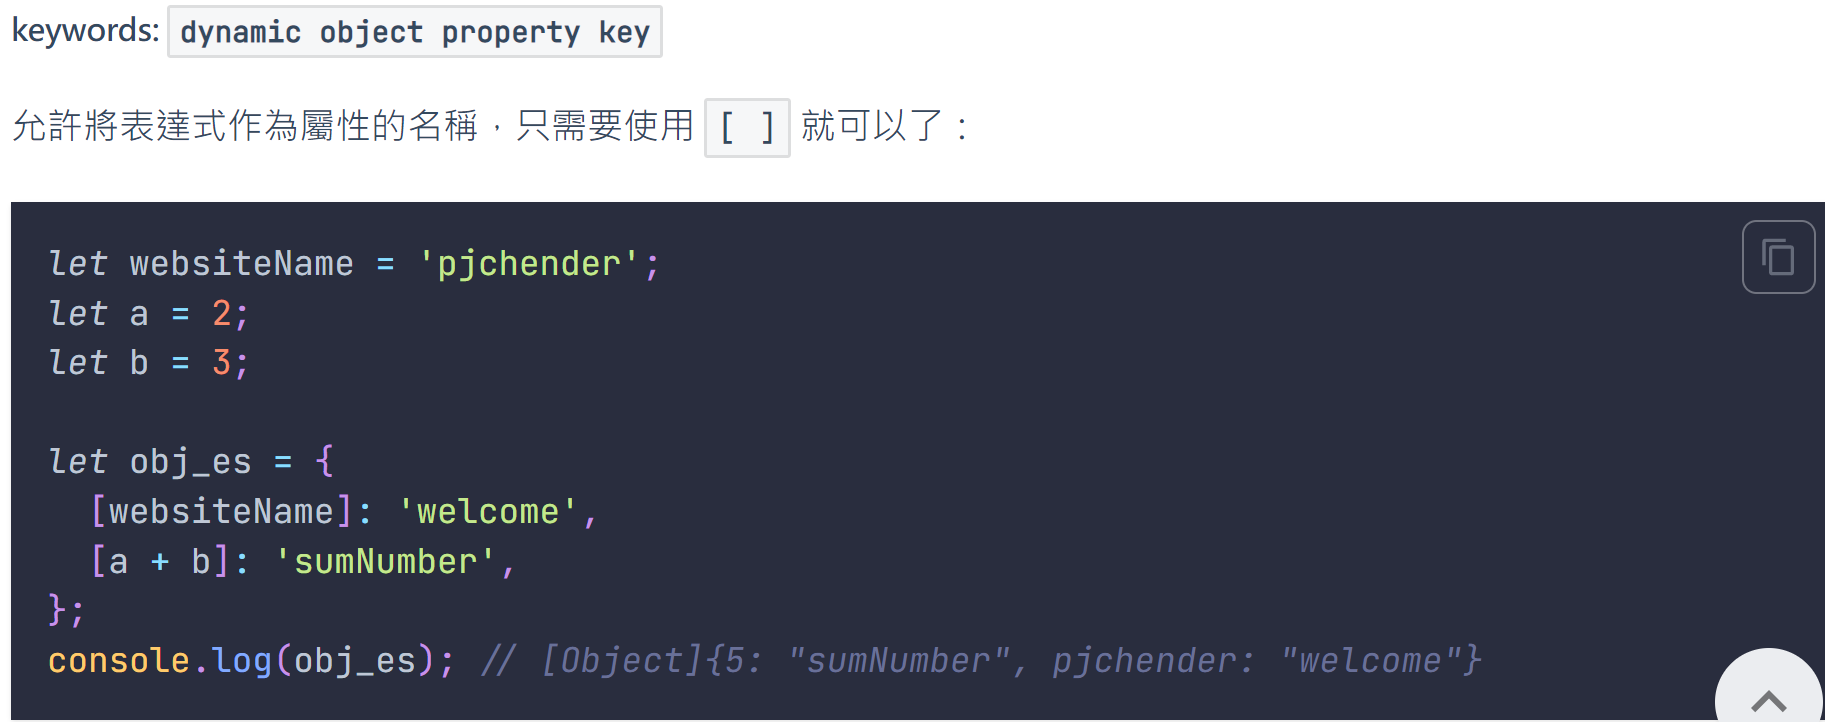 keywords: dynamic object property key
允許將表達式作為屬性的名稱，只需要使用 [ ] 就可以了：
let websiteName = 'pjchender';
let a = 2;
let b = 3;
let obj_es = {
  [websiteName]: 'welcome',
  [a + b]: 'sumNumber',
};
console.log(obj_es); // [Object]{5: "sumNumber", pjchender: "welcome"}